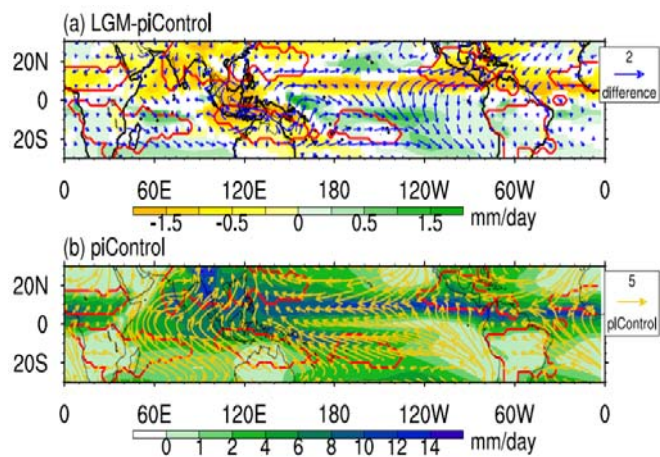 (a) LGM-piControl
20N
0
20S
2
difference
0 60E 120E 180 120W 60W 0
-1.5 -0.5 0 0.5 1.5 mm/day
(b) piControl
20N
0
20S
5
piControl
0 60E 120E 180 120W 60W 0
0 1 2 4 6 8 10 12 14 mm/day